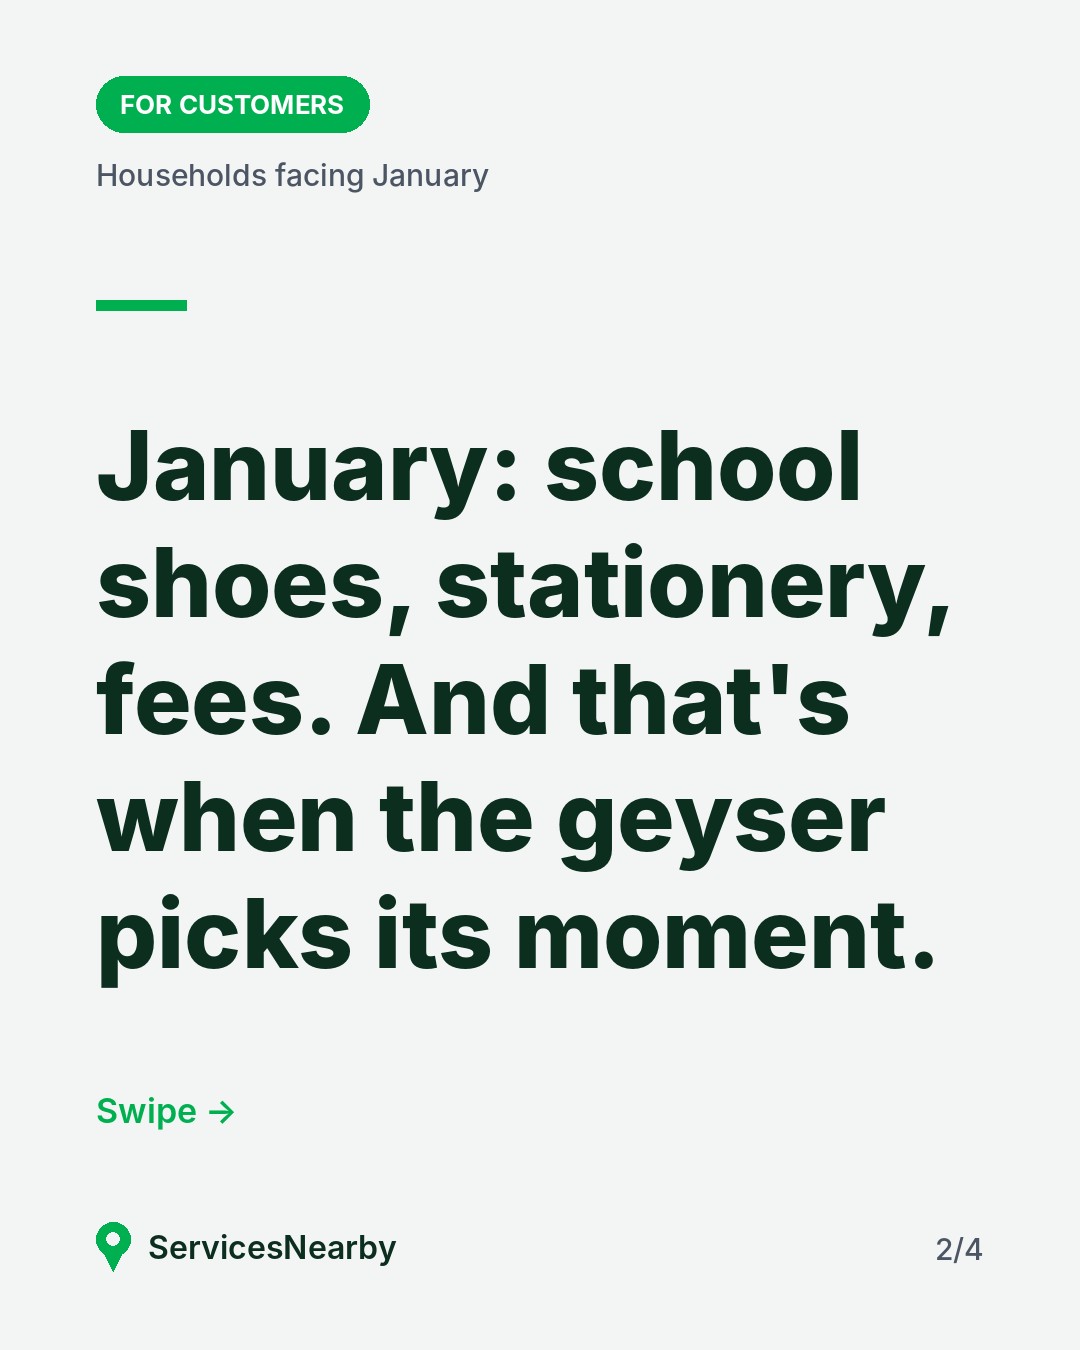 FOR CUSTOMERS
Households facing January
January: school
shoes, stationery,
fees. And that's
when the geyser
picks its moment.
Swipe →
ServicesNearby
2/4